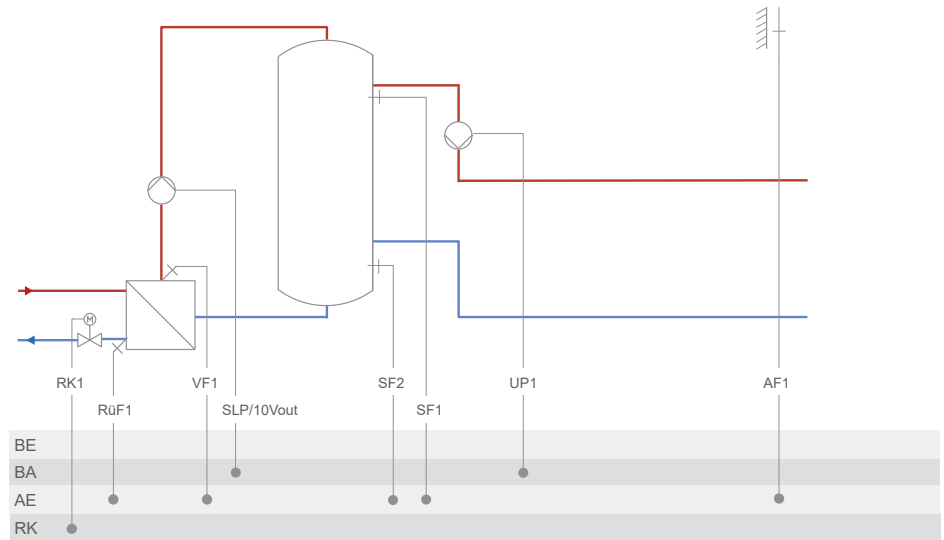 M
RK1
VF1
SF2
UP1
AF1
RüF1
SLP/10Vout
SF1
BE
BA
AE
RK